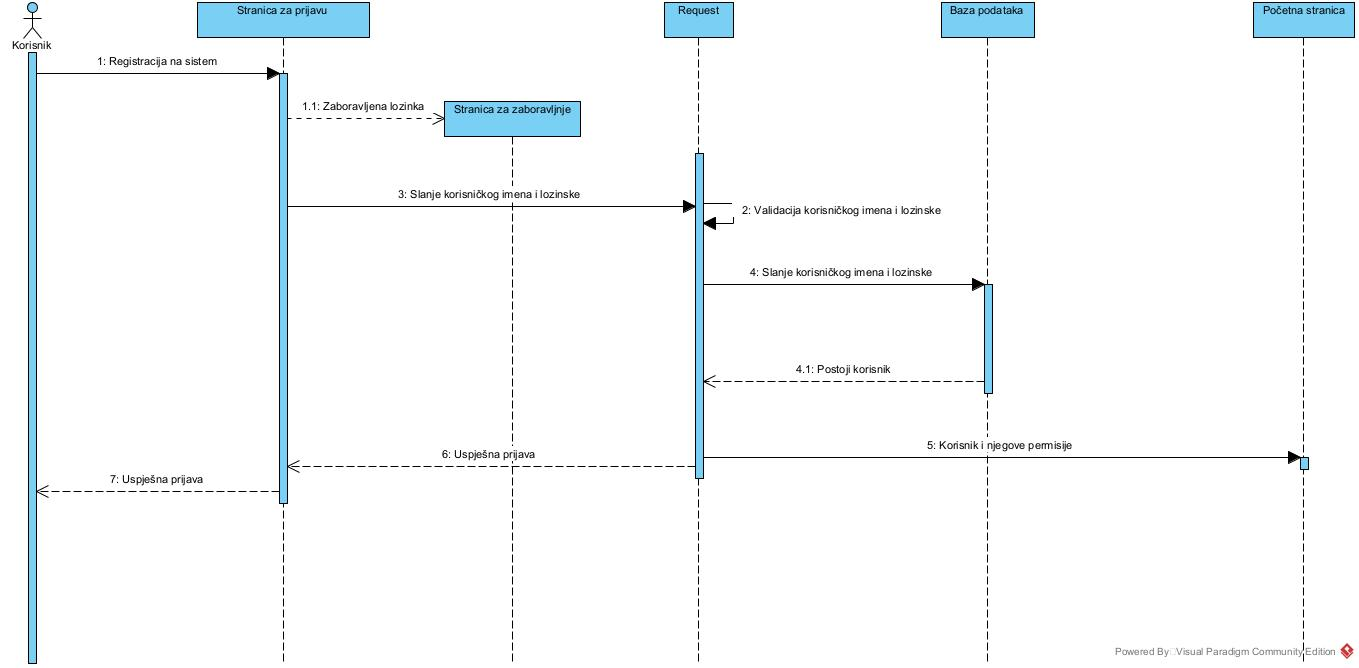 Korisnik
Stranica za prijavu
Request
Baza podataka
Početna stranica
1: Registracija na sistem
1.1: Zaboravljena lozinka
Stranica za zaboravljnje
3: Slanje korisničkog imena i lozinske
2: Validacija korisničkog imena i lozinske
4: Slanje korisničkog imena i lozinske
4.1: Postoji korisnik
5: Korisnik i njegove permisije
6: Uspješna prijava
7: Uspješna prijava
Powered By Visual Paradigm Community Edition